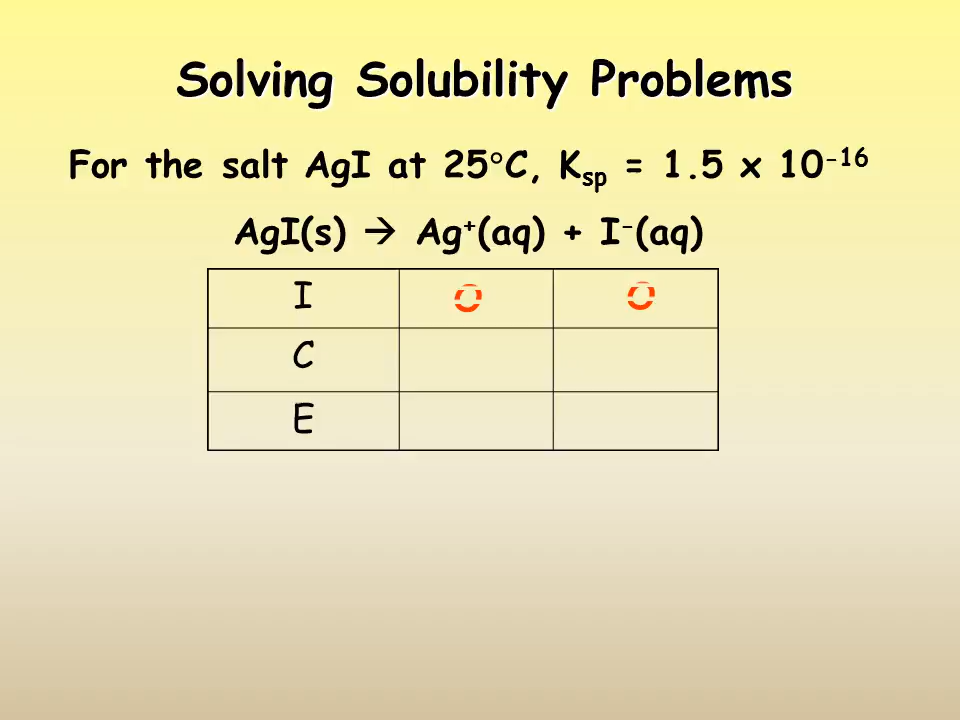 Solving Solubility Problems
For the salt AgI at 25°C, Ksp = 1.5 x 10⁻¹⁶
AgI(s) → Ag⁺(aq) + I⁻(aq)
I O O
C
E